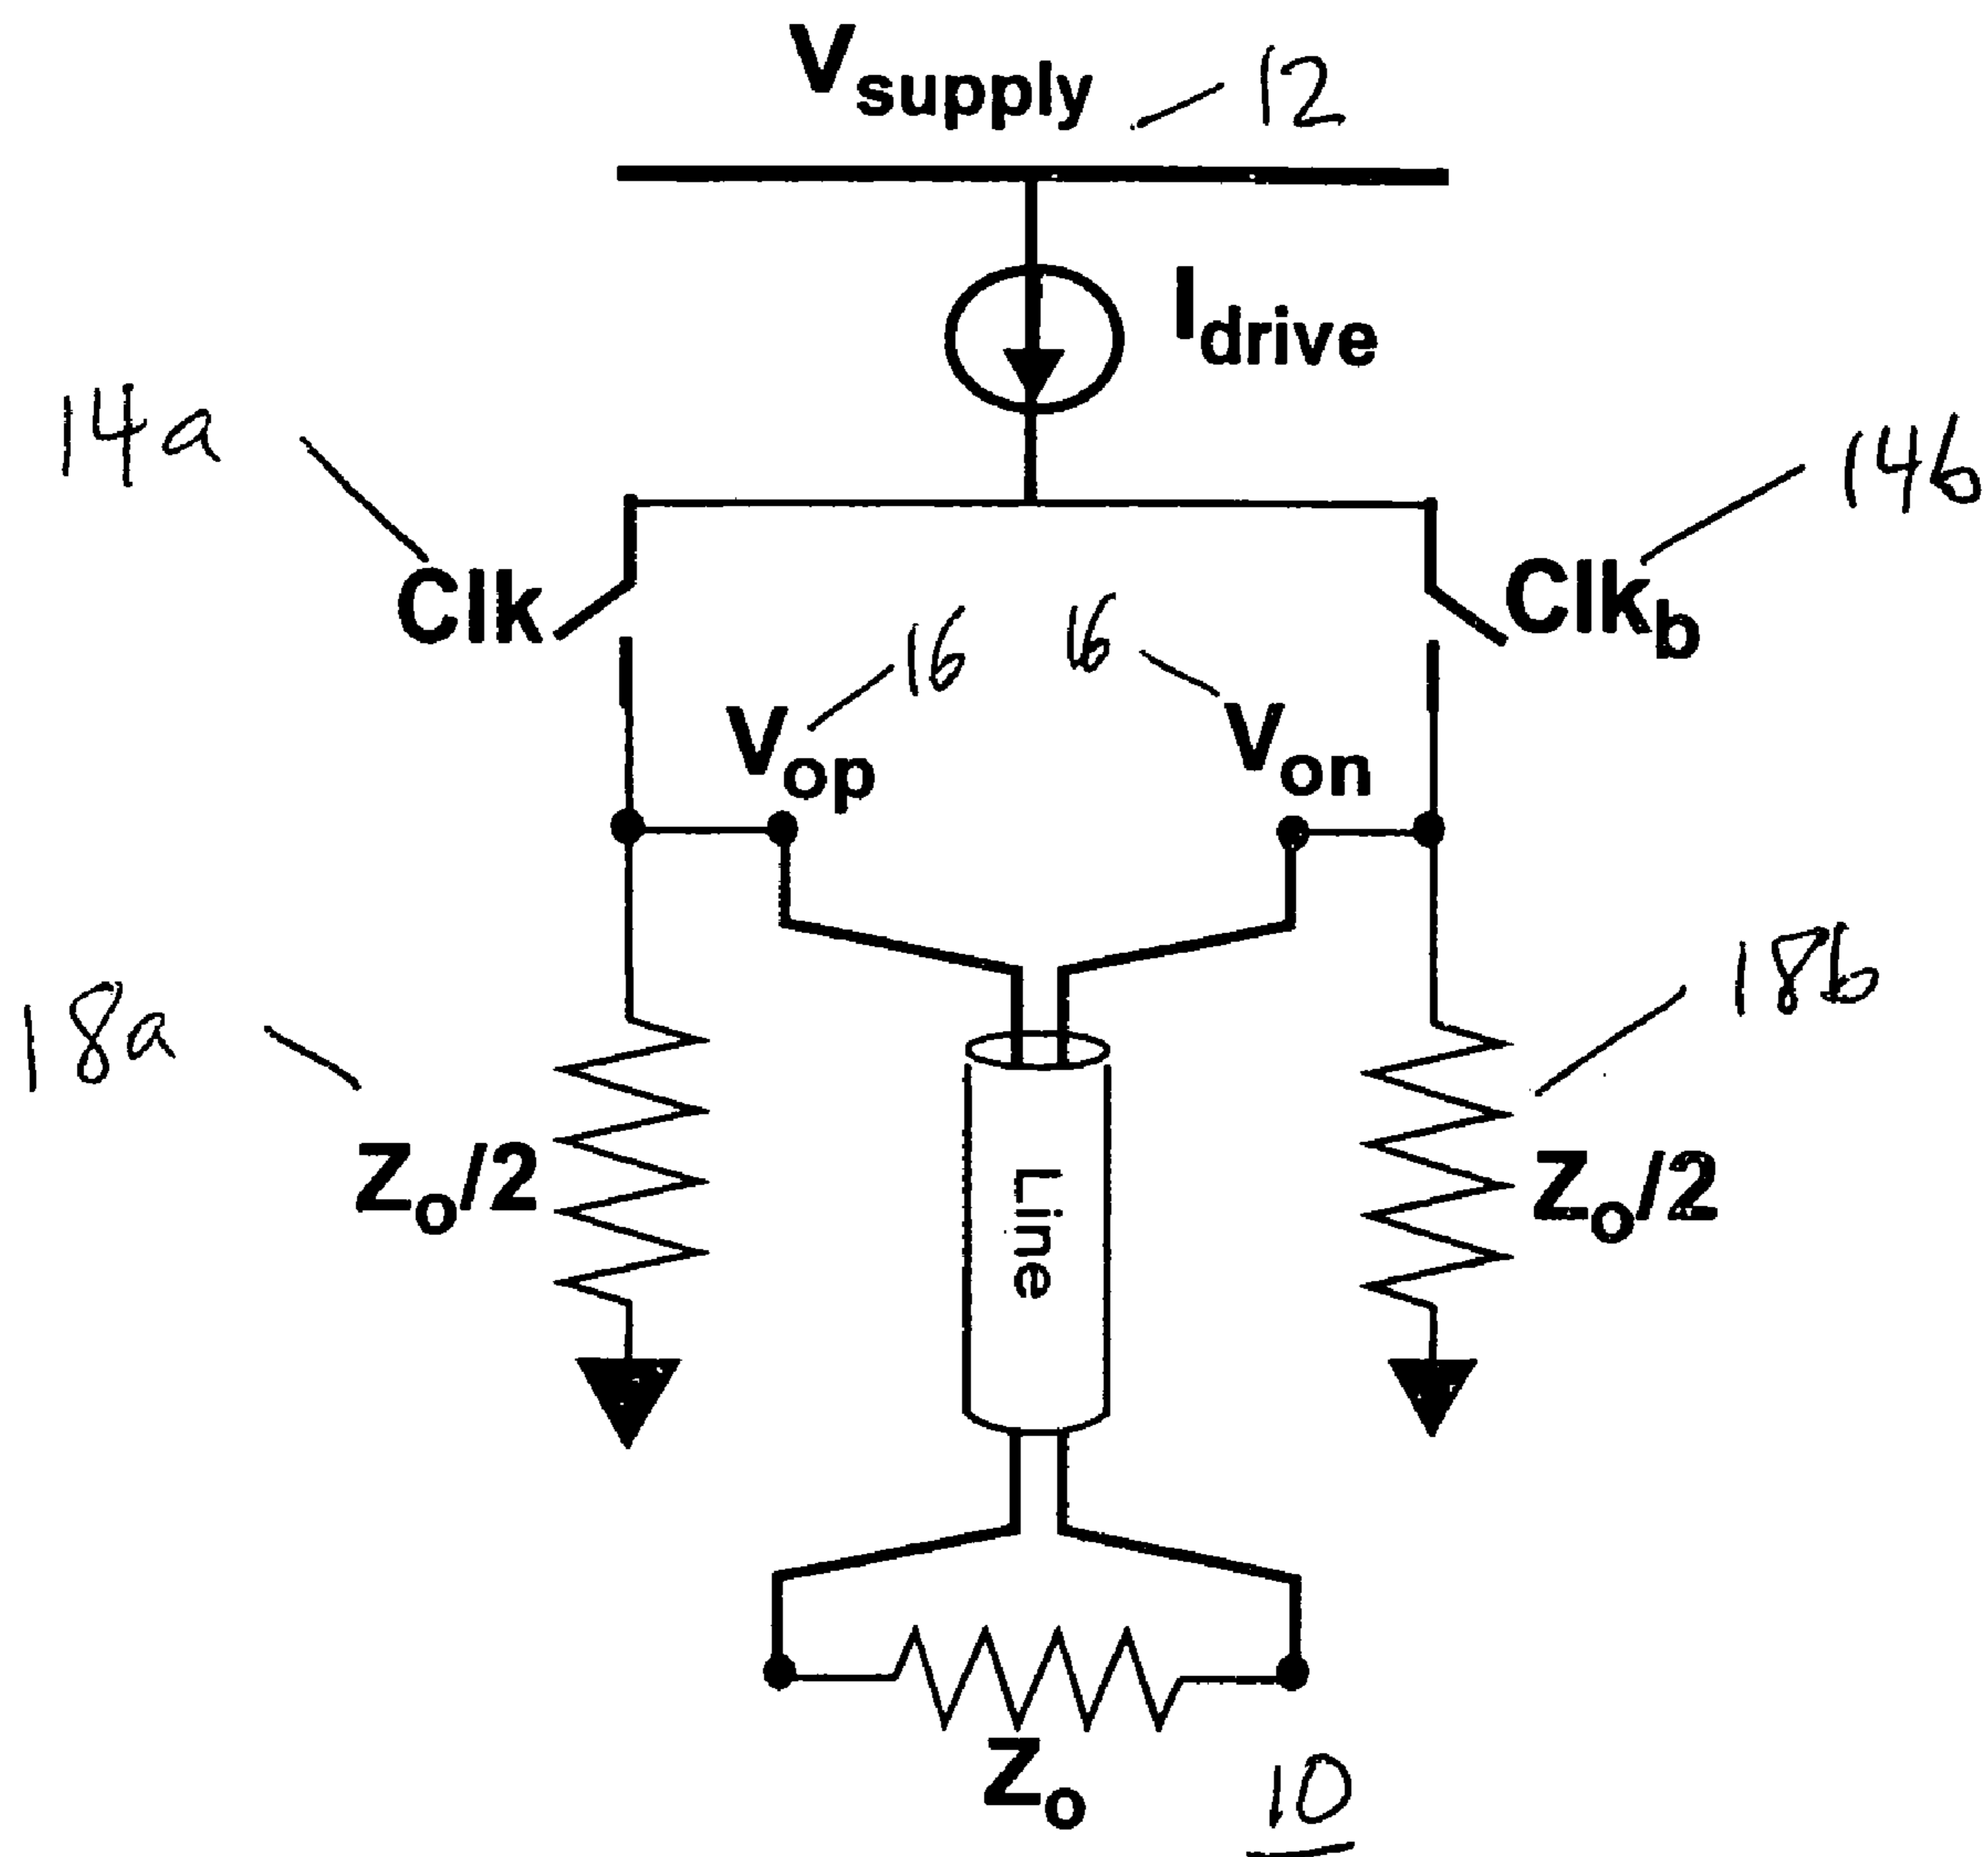 Vsupply 12
Idrive
14a 14b
Clk Clkb
16 16
Vop Von
18a 18b
Zo/2 Line Zo/2
Zo
10